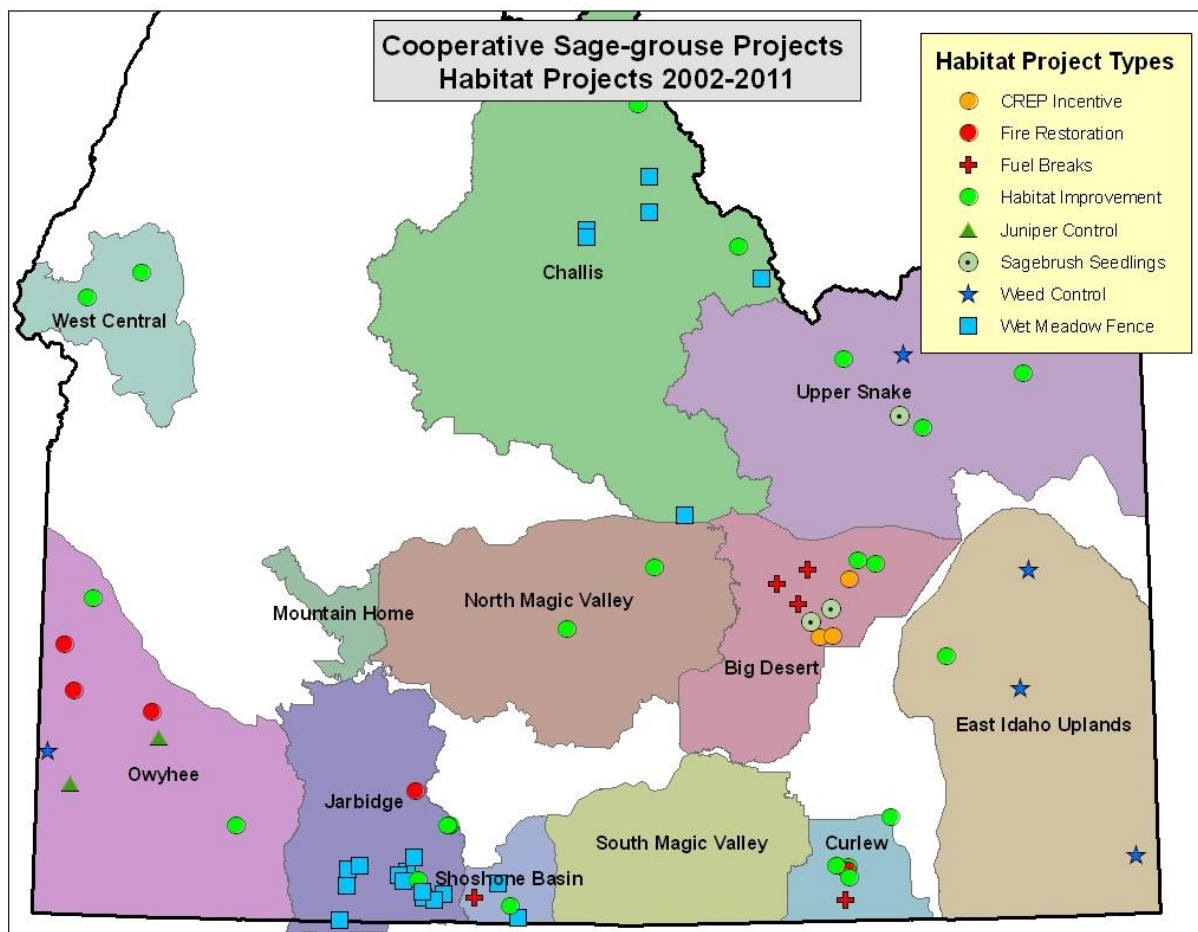 Cooperative Sage-grouse Projects
Habitat Projects 2002-2011
Habitat Project Types
CREP Incentive
Fire Restoration
Fuel Breaks
Habitat Improvement
Juniper Control
Sagebrush Seedlings
Weed Control
Wet Meadow Fence
Challis
West Central
Upper Snake
Mountain Home
North Magic Valley
Big Desert
East Idaho Uplands
Owyhee
Jarbidge
South Magic Valley
Curlew
Shoshone Basin